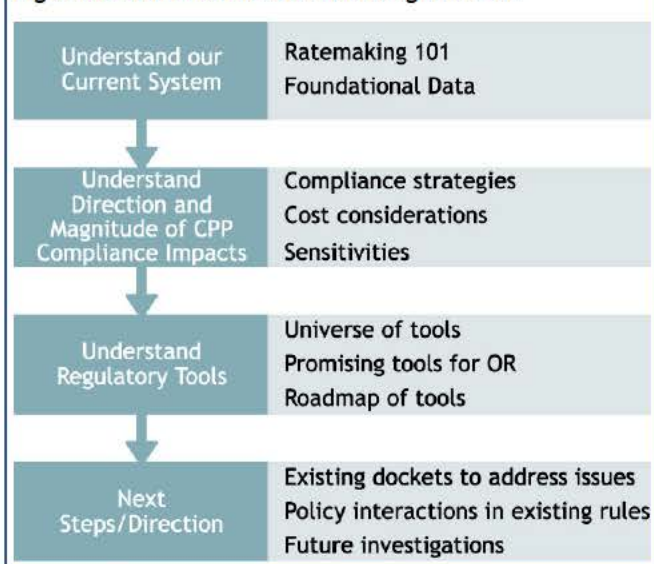 Understand our
Current System
Ratemaking 101
Foundational Data
Understand
Direction and
Magnitude of CPP
Compliance Impacts
Compliance strategies
Cost considerations
Sensitivities
Understand
Regulatory Tools
Universe of tools
Promising tools for OR
Roadmap of tools
Next
Steps/Direction
Existing dockets to address issues
Policy interactions in existing rules
Future investigations